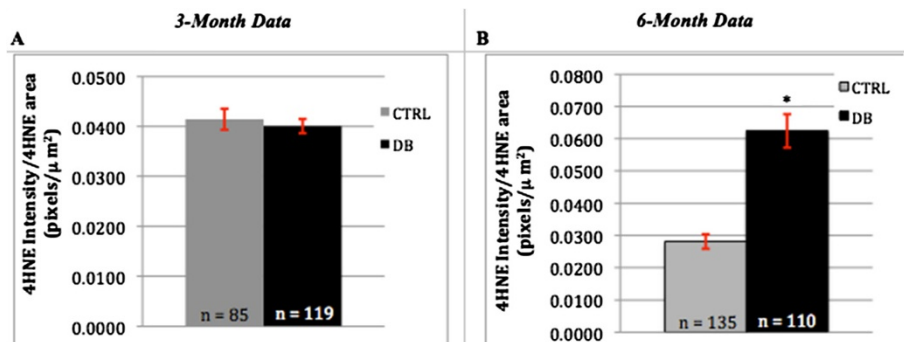 3-Month Data
6-Month Data
A
B
4HNE Intensity/4HNE area
(pixels/μ m²)
0.0500
0.0400
0.0300
0.0200
0.0100
0.0000
CTRL
DB
n = 85
n = 119
4HNE Intensity/4HNE area
(pixels/μ m²)
0.0800
0.0700
0.0600
0.0500
0.0400
0.0300
0.0200
0.0100
0.0000
*
CTRL
DB
n = 135
n = 110